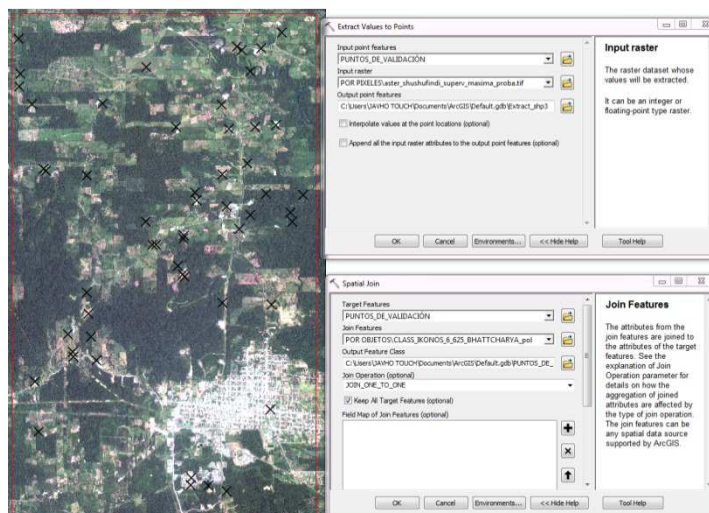 Extract Values to Points
Input point features
PUNTOS_DE_VALIDACIÓN
Input raster
POR PIXELES\aster_shushufindi_superv_maxima_proba.tif
Output point features
C:\Users\JAVHO TOUCH\Documents\ArcGIS\Default.gdb\Extract_shp3
Interpolate values at the point locations (optional)
Append all the input raster attributes to the output point features (optional)
OK
Cancel
Environments...
<< Hide Help
Input raster
The raster dataset whose
values will be extracted.
It can be an integer or
floating-point type raster.
Tool Help
Spatial Join
Target Features
PUNTOS_DE_VALIDACIÓN
Join Features
POR OBJETOS\CLASS_IKONOS_6_625_BHATTCHARYA_pol
Output Feature Class
C:\Users\JAVHO TOUCH\Documents\ArcGIS\Default.gdb\PUNTOS_DE_
Join Operation (optional)
JOIN_ONE_TO_ONE
Keep All Target Features (optional)
Field Map of Join Features (optional)
OK
Cancel
Environments...
<< Hide Help
Join Features
The attributes from the
join features are joined to
the attributes of the target
features. See the
explanation of Join
Operation parameter for
details on how the
aggregation of joined
attributes are affected by
the type of join operation.
The join features can be
any spatial data source
supported by ArcGIS.
Tool Help